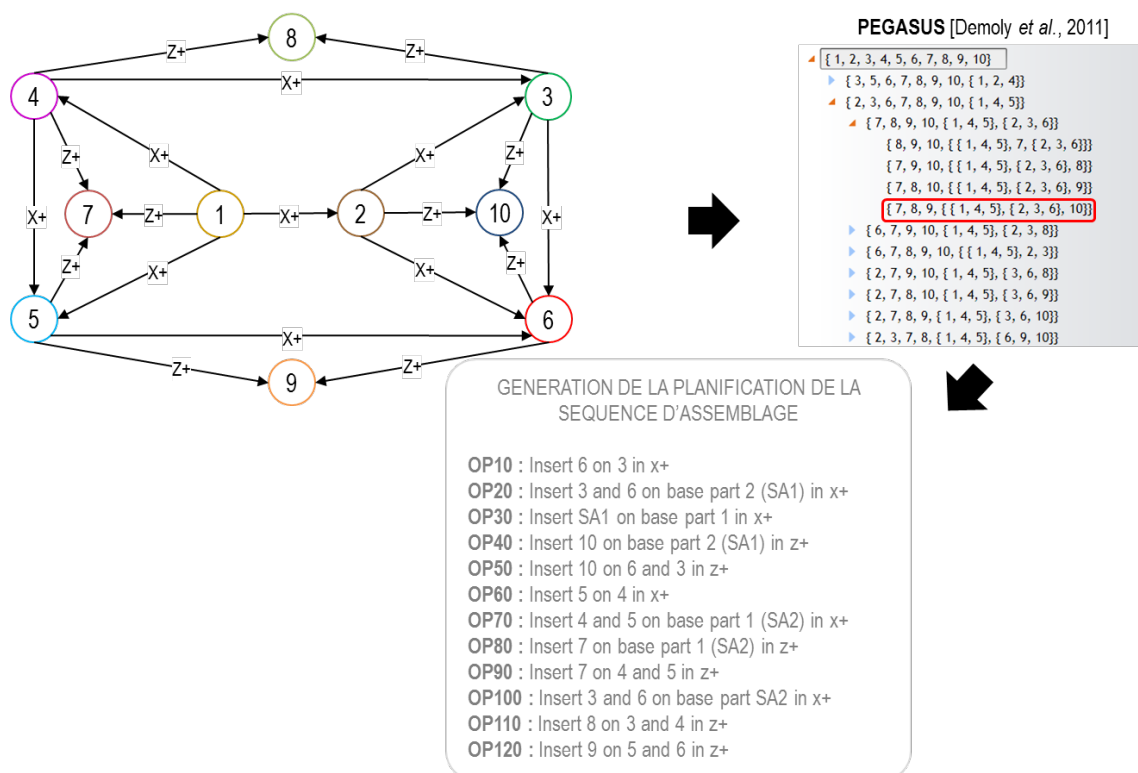 8
Z+
Z+
X+
4
3
Z+
X+
X+
Z+
X+
7
Z+
1
X+
2
Z+
10
X+
Z+
X+
X+
Z+
5
X+
6
Z+
9
Z+
PEGASUS [Demoly et al., 2011]
{ 1, 2, 3, 4, 5, 6, 7, 8, 9, 10}
{ 3, 5, 6, 7, 8, 9, 10, { 1, 2, 4}}
{ 2, 3, 6, 7, 8, 9, 10, { 1, 4, 5}}
{ 7, 8, 9, 10, { 1, 4, 5}, { 2, 3, 6}}
{ 8, 9, 10, { { 1, 4, 5}, 7, { 2, 3, 6}}}
{ 7, 9, 10, { { 1, 4, 5}, { 2, 3, 6}, 8}}
{ 7, 8, 10, { { 1, 4, 5}, { 2, 3, 6}, 9}}
{ 7, 8, 9, { { 1, 4, 5}, { 2, 3, 6}, 10}}
{ 6, 7, 9, 10, { 1, 4, 5}, { 2, 3, 8}}
{ 6, 7, 8, 9, 10, { { 1, 4, 5}, 2, 3}}
{ 2, 7, 9, 10, { 1, 4, 5}, { 3, 6, 8}}
{ 2, 7, 8, 10, { 1, 4, 5}, { 3, 6, 9}}
{ 2, 7, 8, 9, { 1, 4, 5}, { 3, 6, 10}}
{ 2, 3, 7, 8, { 1, 4, 5}, { 6, 9, 10}}
GENERATION DE LA PLANIFICATION DE LA
SEQUENCE D'ASSEMBLAGE
OP10 : Insert 6 on 3 in x+
OP20 : Insert 3 and 6 on base part 2 (SA1) in x+
OP30 : Insert SA1 on base part 1 in x+
OP40 : Insert 10 on base part 2 (SA1) in z+
OP50 : Insert 10 on 6 and 3 in z+
OP60 : Insert 5 on 4 in x+
OP70 : Insert 4 and 5 on base part 1 (SA2) in x+
OP80 : Insert 7 on base part 1 (SA2) in z+
OP90 : Insert 7 on 4 and 5 in z+
OP100 : Insert 3 and 6 on base part SA2 in x+
OP110 : Insert 8 on 3 and 4 in z+
OP120 : Insert 9 on 5 and 6 in z+